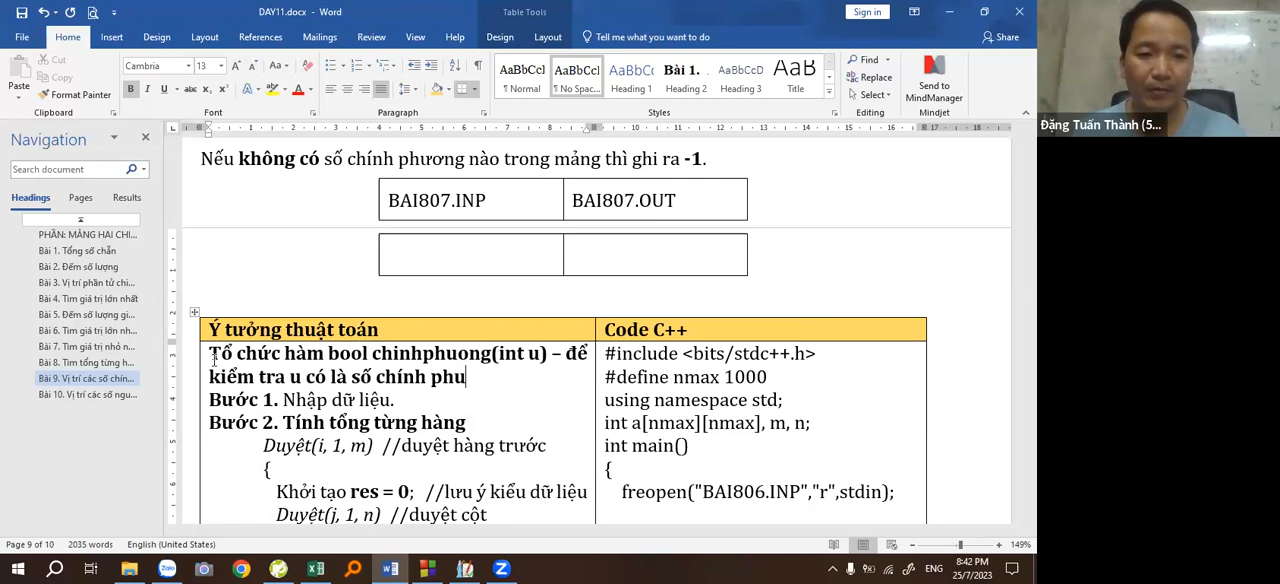 DAY11.docx - Word
Table Tools
Sign in
File
Home
Insert
Design
Layout
References
Mailings
Review
View
Help
Design
Layout
Tell me what you want to do
Share
Paste
Cut
Copy
Format Painter
Clipboard
Cambria
13
Font
Paragraph
AaBbCcI
¶ Normal
AaBbCcI
¶ No Spac...
AaBbCcI
Heading 1
Bài 1.
Heading 2
AaBbCcD
Heading 3
AaB
Title
Styles
Find
Replace
Select
Editing
Send to
MindManager
Mindjet
Đặng Tuấn Thành (5...
Navigation
Search document
Headings
Pages
Results
PHẦN: MẢNG HAI CHI...
Bài 1. Tổng số chẵn
Bài 2. Đếm số lượng
Bài 3. Vị trí phần tử chi...
Bài 4. Tìm giá trị lớn nhất
Bài 5. Đếm số lượng gi...
Bài 6. Tìm giá trị lớn nh...
Bài 7. Tìm giá trị nhỏ n...
Bài 8. Tìm tổng từng h...
Bài 9. Vị trí các số chín...
Bài 10. Vị trí các số ngu...
Nếu không có số chính phương nào trong mảng thì ghi ra -1.
BAI807.INP
BAI807.OUT
Ý tưởng thuật toán
Tổ chức hàm bool chinhphuong(int u) – để
kiểm tra u có là số chính phu
Bước 1. Nhập dữ liệu.
Bước 2. Tính tổng từng hàng
Duyệt(i, 1, m) //duyệt hàng trước
{
Khởi tạo res = 0; //lưu ý kiểu dữ liệu
Duyệt(j, 1, n) //duyệt cột
Code C++
#include <bits/stdc++.h>
#define nmax 1000
using namespace std;
int a[nmax][nmax], m, n;
int main()
{
freopen("BAI806.INP","r",stdin);
Page 9 of 10
2035 words
English (United States)
149%
ENG
8:42 PM
25/7/2023